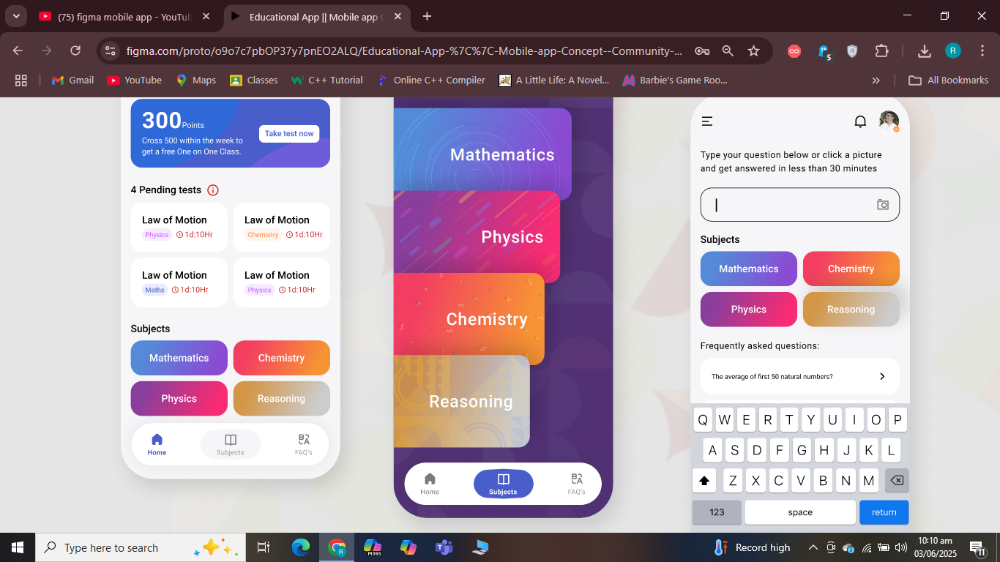 (75) figma mobile app - YouTub
Educational App || Mobile app C
figma.com/proto/o9o7c7pbOP37y7pnEO2ALQ/Educational-App-%7C%7C-Mobile-app-Concept--Community-...
5
R
Gmail
YouTube
Maps
Classes
C++ Tutorial
Online C++ Compiler
A Little Life: A Novel...
Barbie's Game Roo...
»
All Bookmarks
300 Points
Cross 500 within the week to
get a free One on One Class.
Take test now
4 Pending tests
Law of Motion
Physics 1d:10Hr
Law of Motion
Chemistry 1d:10Hr
Law of Motion
Maths 1d:10Hr
Law of Motion
Physics 1d:10Hr
Subjects
Mathematics
Chemistry
Physics
Reasoning
Home
Subjects
FAQ's
Mathematics
Physics
Chemistry
Reasoning
Home
Subjects
FAQ's
Type your question below or click a picture
and get answered in less than 30 minutes
Subjects
Mathematics
Chemistry
Physics
Reasoning
Frequently asked questions:
The average of first 50 natural numbers?
Q W E R T Y U I O P
A S D F G H J K L
Z X C V B N M
123 space return
Type here to search
M365
R
Record high
10:10 am
03/06/2025
11